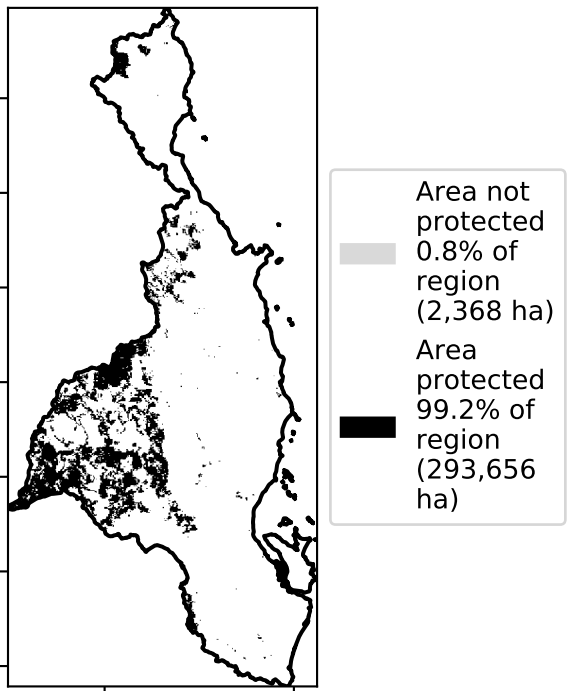 Area not
protected
0.8% of
region
(2,368 ha)
Area
protected
99.2% of
region
(293,656
ha)